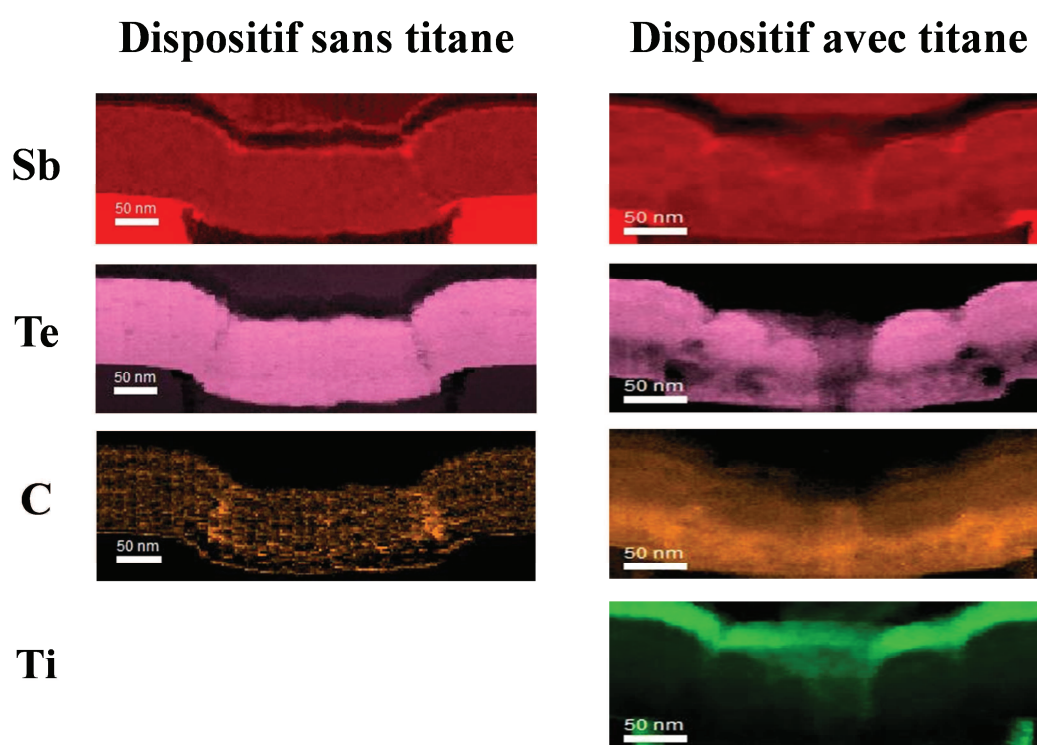 Dispositif sans titane Dispositif avec titane
Sb
50 nm 50 nm
Te
50 nm 50 nm
C
50 nm 50 nm
Ti
50 nm